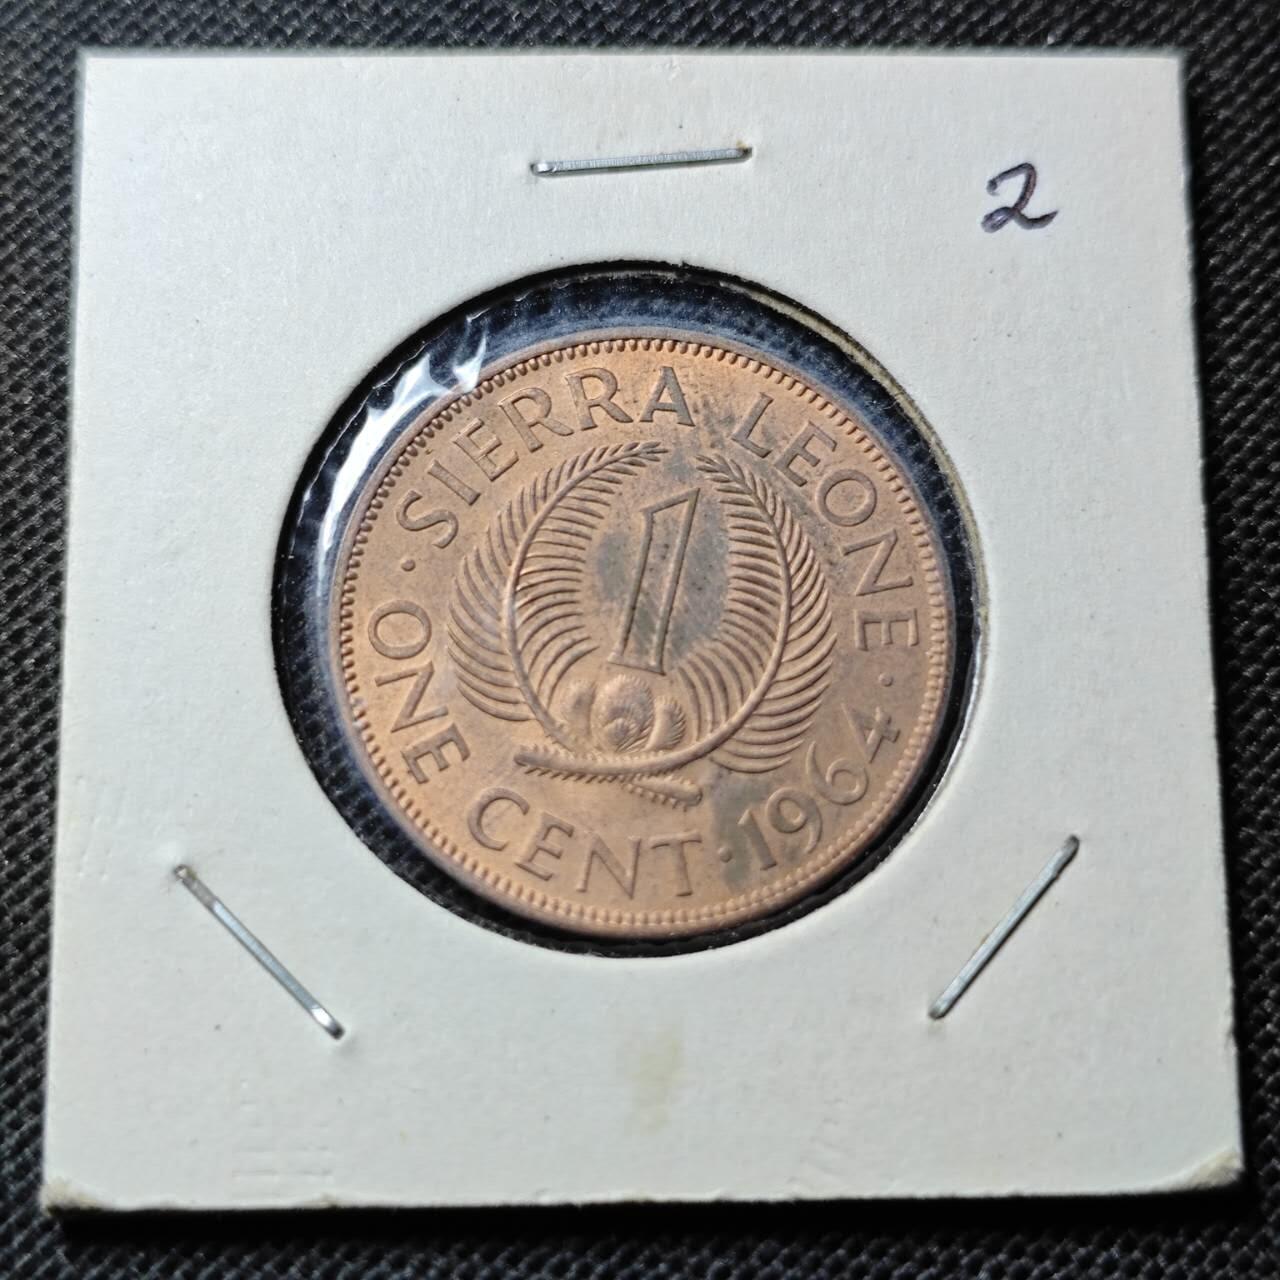 2
· SIERRA LEONE ·
1
ONE CENT · 1964